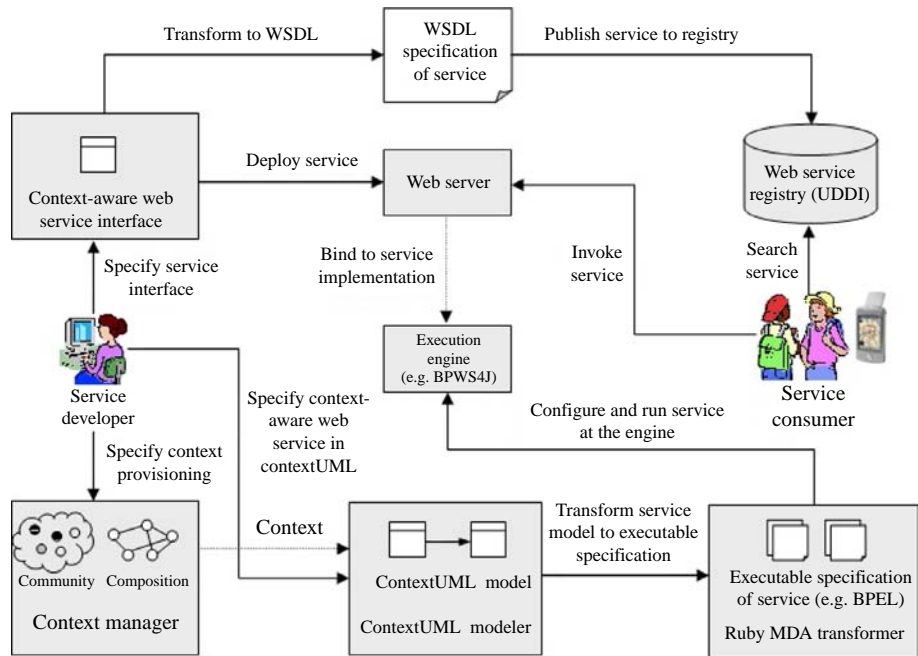 Transform to WSDL
WSDL
specification
of service
Publish service to registry
Context-aware web
service interface
Deploy service
Web server
Web service
registry (UDDI)
Specify service
interface
Bind to service
implementation
Invoke
service
Search
service
Service
developer
Execution
engine
(e.g. BPWS4J)
Service
consumer
Specify context-
aware web
service in
contextUML
Configure and run service
at the engine
Specify context
provisioning
Community
Composition
Context manager
Context
ContextUML model
ContextUML modeler
Transform service
model to executable
specification
Executable specification
of service (e.g. BPEL)
Ruby MDA transformer